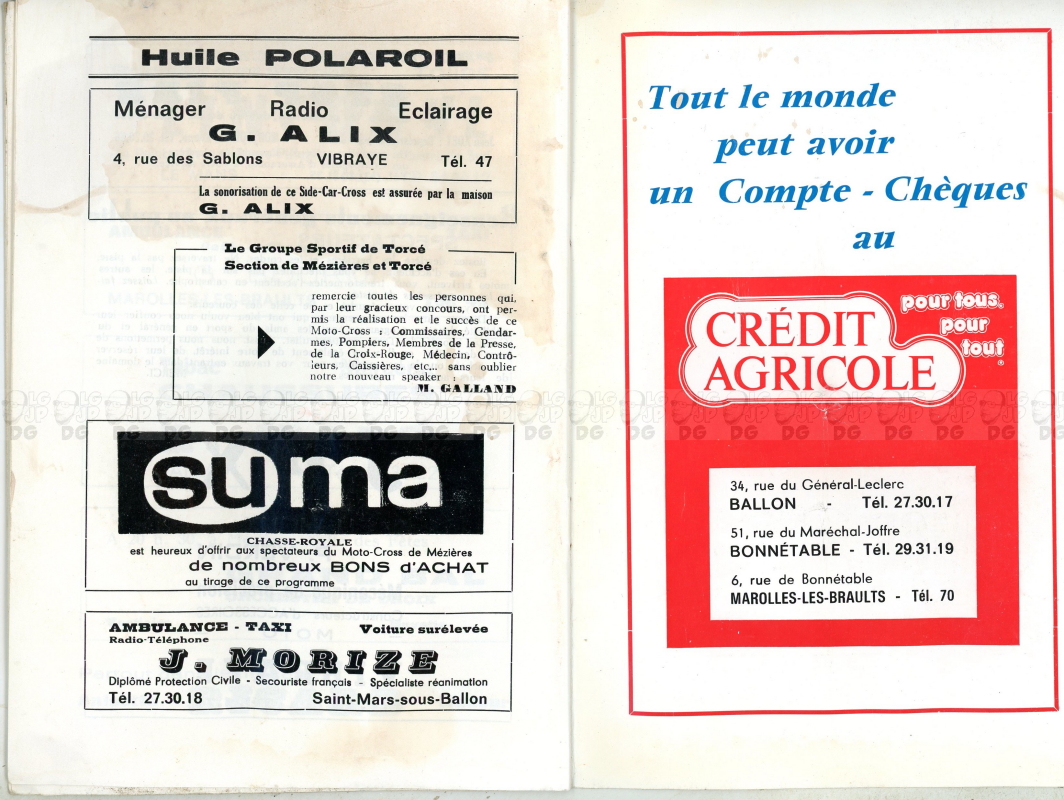 Huile POLAROIL
Ménager Radio Eclairage
G. ALIX
4, rue des Sablons VIBRAYE Tél. 47
La sonorisation de ce Side-Car-Cross est assurée par la maison
G. ALIX
Le Groupe Sportif de Torcé
Section de Mézières et Torcé
remercie toutes les personnes qui,
par leur gracieux concours, ont per-
mis la réalisation et le succès de ce
Moto-Cross : Commissaires, Gendar-
mes, Pompiers, Membres de la Presse,
de la Croix-Rouge, Médecin, Contrô-
leurs, Caissières, etc... sans oublier
notre nouveau speaker :
M. GALLAND
suma
CHASSE-ROYALE
est heureux d'offrir aux spectateurs du Moto-Cross de Mézières
de nombreux BONS d'ACHAT
au tirage de ce programme
AMBULANCE - TAXI Voiture surélevée
Radio-Téléphone
J. MORIZE
Diplômé Protection Civile - Secouriste français - Spécialiste réanimation
Tél. 27.30.18 Saint-Mars-sous-Ballon
Tout le monde
peut avoir
un Compte - Chèques
au
CRÉDIT
AGRICOLE
pour tous.
pour
tout
34, rue du Général-Leclerc
BALLON - Tél. 27.30.17
51, rue du Maréchal-Joffre
BONNÉTABLE - Tél. 29.31.19
6, rue de Bonnétable
MAROLLES-LES-BRAULTS - Tél. 70